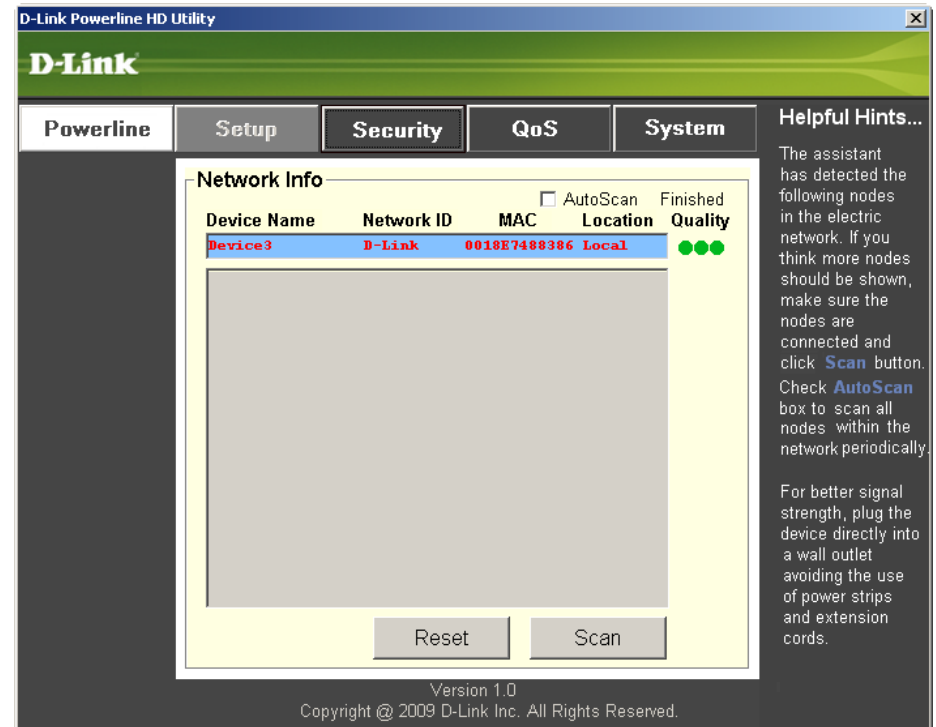 D-Link Powerline HD Utility
D-Link
Powerline Setup Security QoS System
Network Info
AutoScan Finished
Device Name Network ID MAC Location Quality
Device3 D-Link 0018E7488386 Local
Reset Scan
Version 1.0
Copyright @ 2009 D-Link Inc. All Rights Reserved.
Helpful Hints...
The assistant
has detected the
following nodes
in the electric
network. If you
think more nodes
should be shown,
make sure the
nodes are
connected and
click Scan button.
Check AutoScan
box to scan all
nodes within the
network periodically.
For better signal
strength, plug the
device directly into
a wall outlet
avoiding the use
of power strips
and extension
cords.